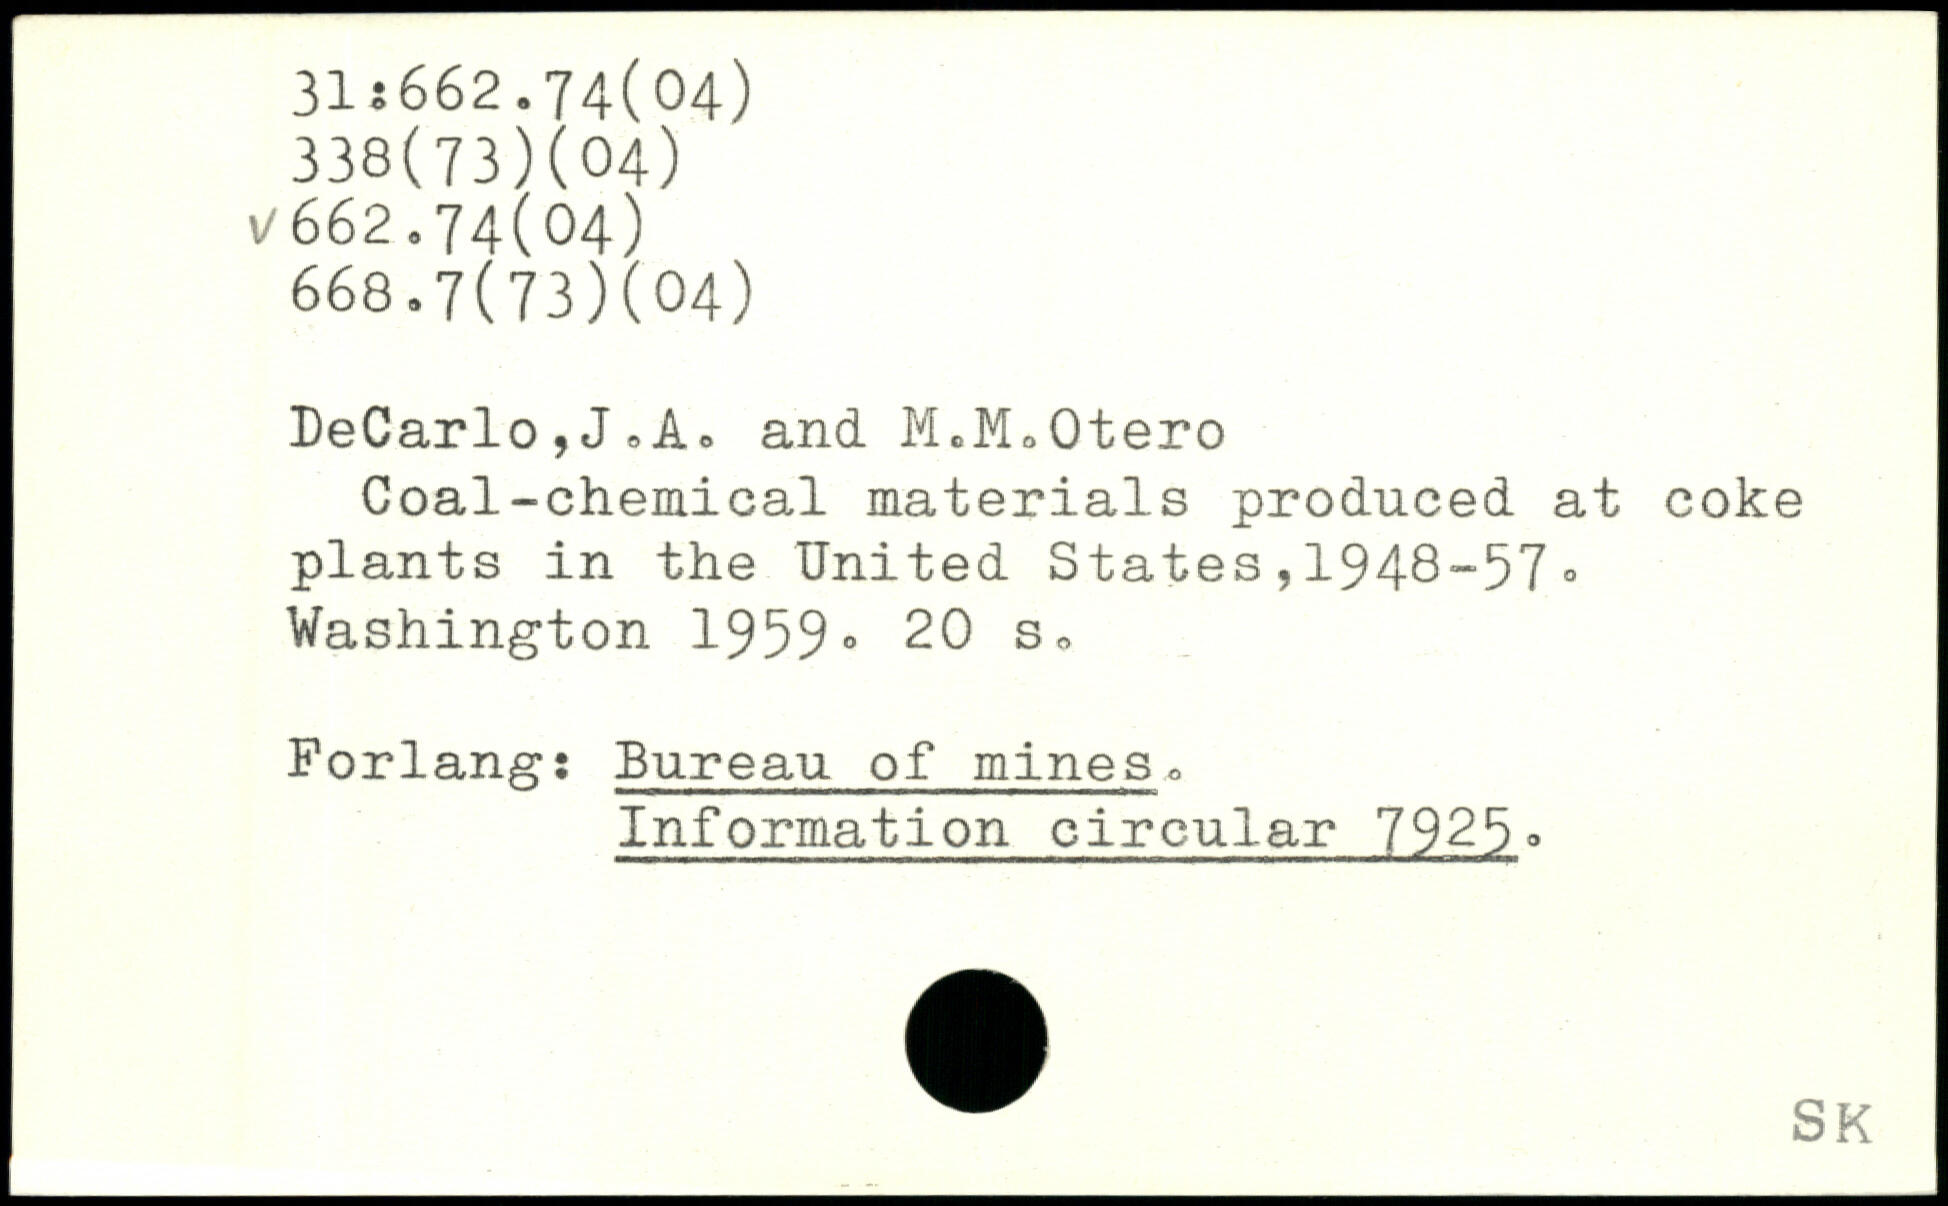 31:662.74(04)
338(73)(04)
v 662.74(04)
668.7(73)(04)
DeCarlo,J.A. and M.M.Otero
Coal-chemical materials produced at coke
plants in the United States,1948-57.
Washington 1959. 20 s.
Forlang: Bureau of mines.
Information circular 7925.
SK